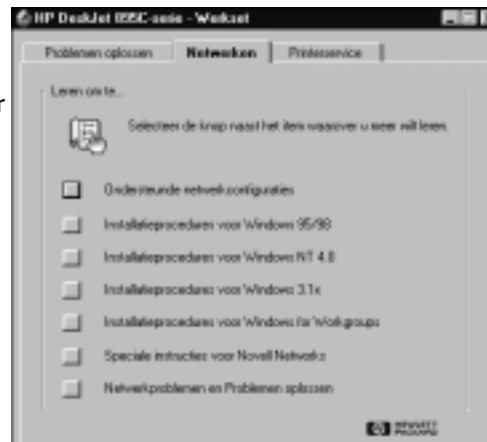 HP DeskJet 895C-serie - Werkset
Problemen oplossen Netwerken Printerservice
Leren om te...
r
Selecteer de knop naast het item waarover u meer wilt leren.
Ondersteunde netwerkconfiguraties
Installatieprocedures voor Windows 95/98
Installatieprocedures voor Windows NT 4.0
Installatieprocedures voor Windows 3.1x
Installatieprocedures voor Windows for Workgroups
Speciale instructies voor Novell Networks
Netwerkproblemen en Problemen oplossen
HEWLETT
PACKARD